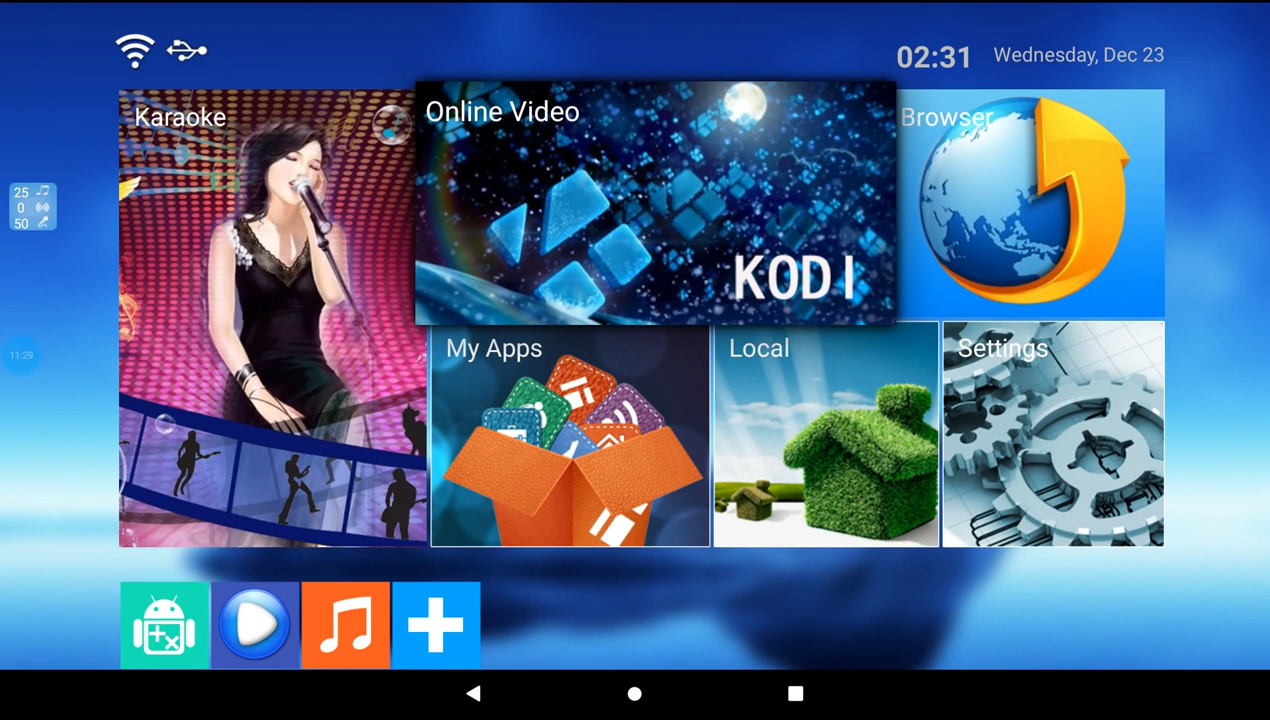 02:31 Wednesday, Dec 23
Karaoke
Online Video
Browser
25
0
50
KODI
11:29
My Apps
Local
Settings